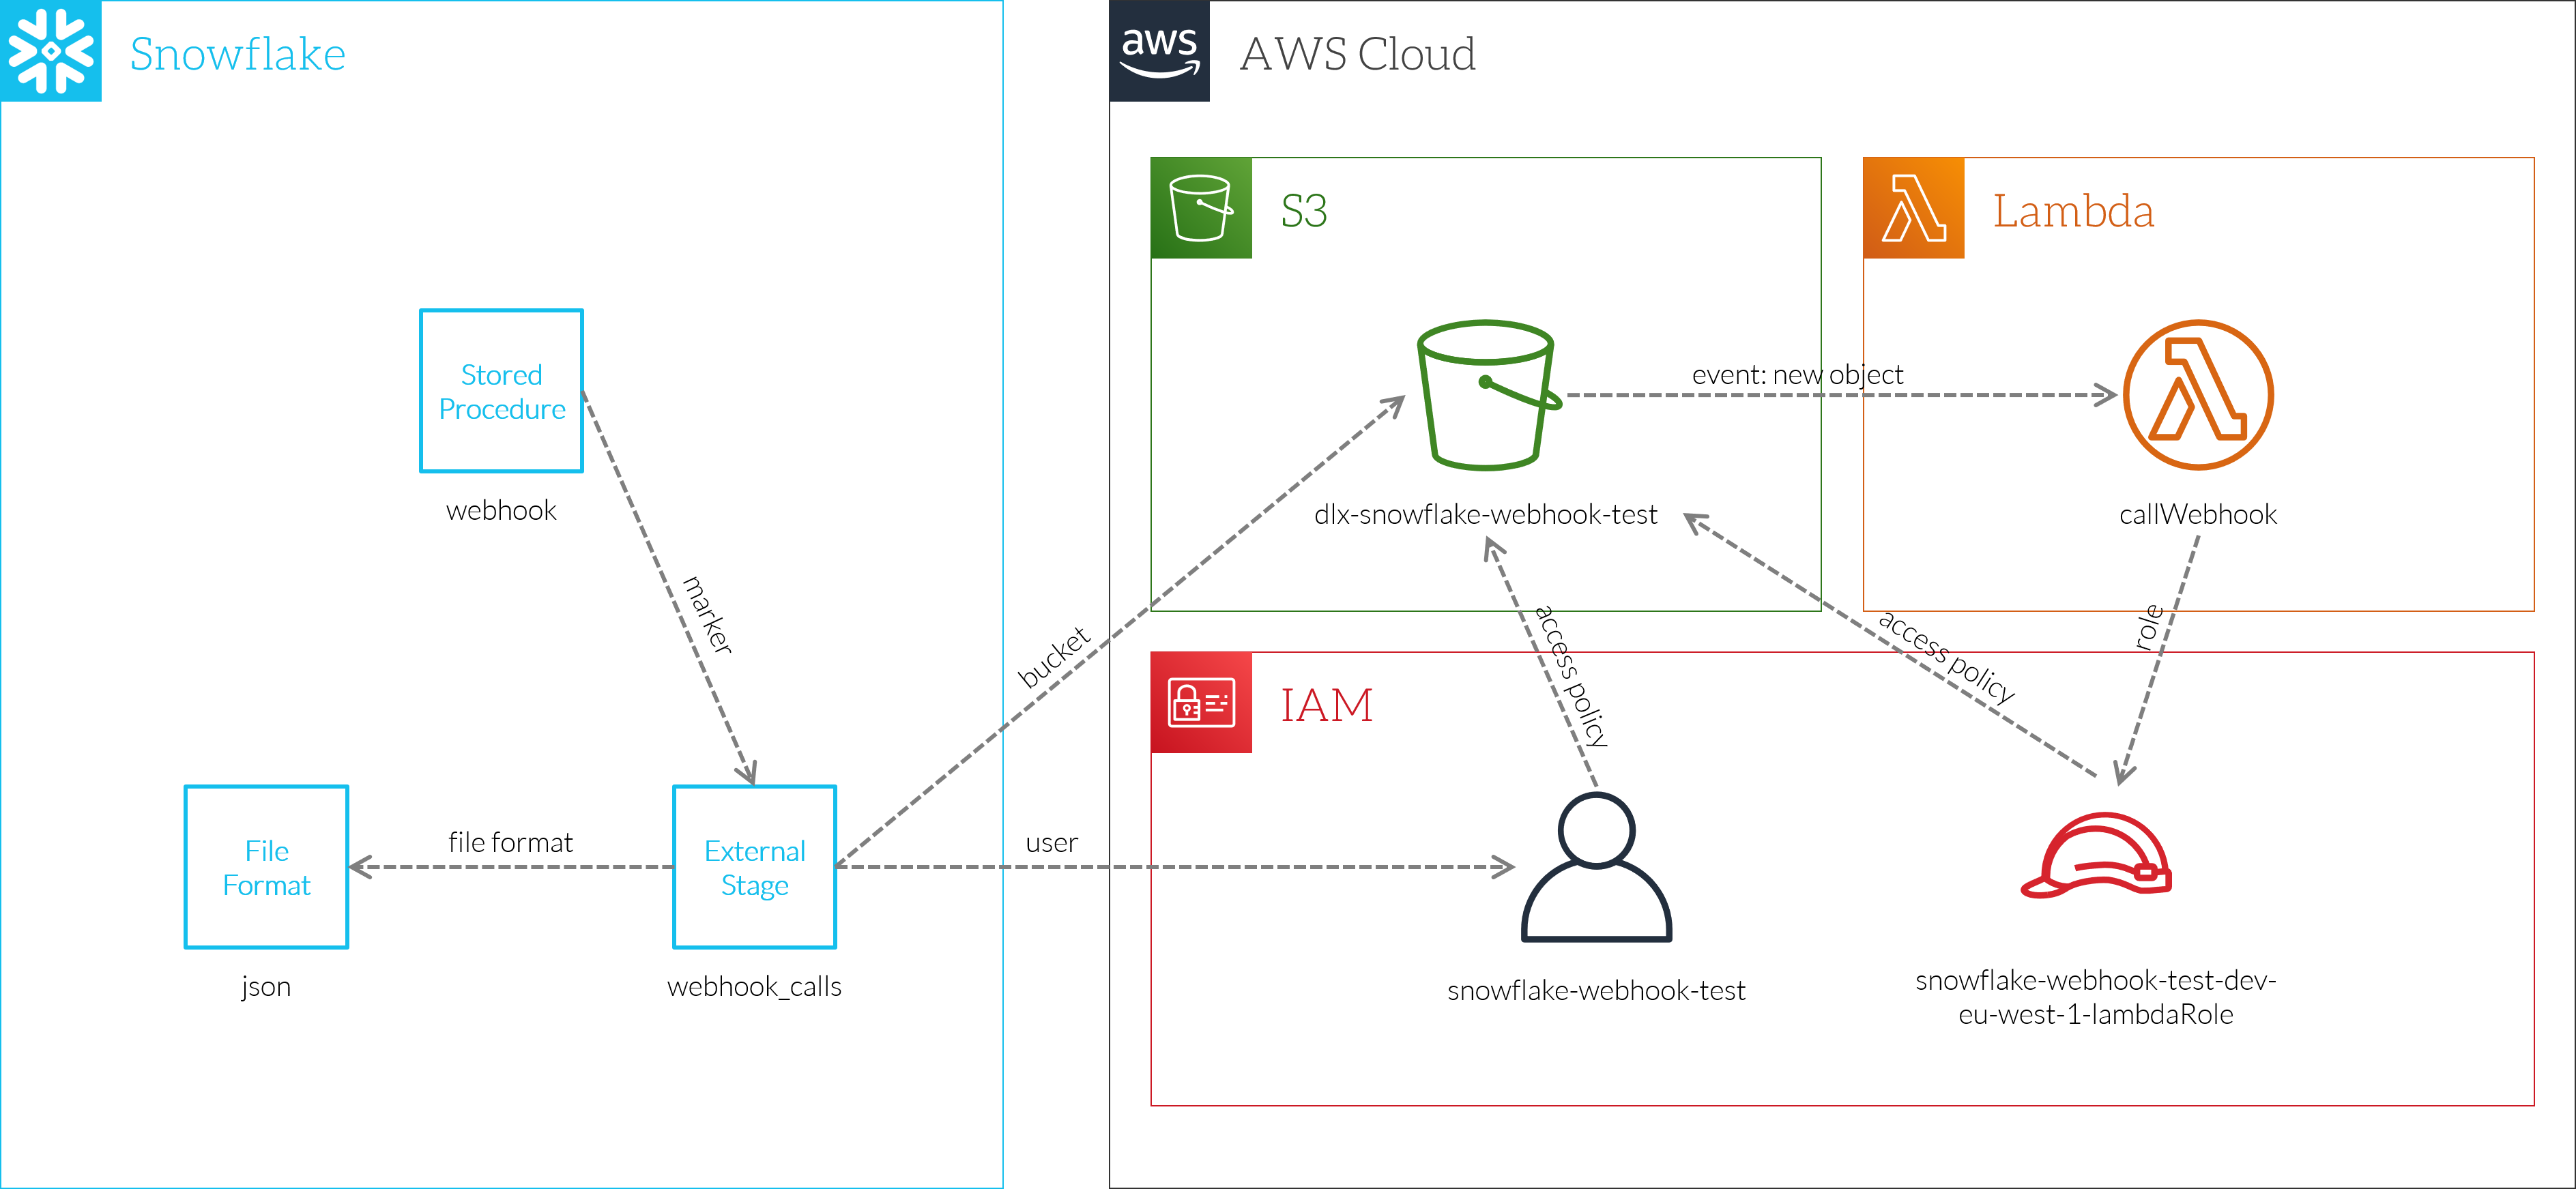 Snowflake
aws
AWS Cloud
S3
Lambda
Stored
Procedure
webhook
event: new object
dlx-snowflake-webhook-test
callWebhook
marker
bucket
access policy
access policy
role
IAM
File
Format
json
file format
External
Stage
webhook_calls
user
snowflake-webhook-test
snowflake-webhook-test-dev-
eu-west-1-lambdaRole